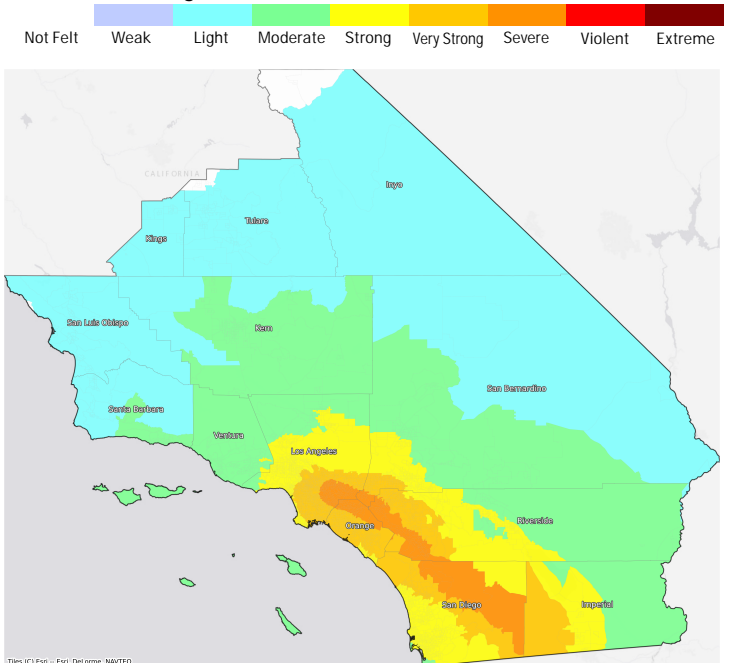 Not Felt Weak Light Moderate Strong Very Strong Severe Violent Extreme
CALIFORNIA
Inyo
Tulare
Kings
San Luis Obispo
Kern
San Bernardino
Santa Barbara
Ventura
Los Angeles
Riverside
Orange
San Diego
Imperial
Tiles (C) Esri -- Esri, DeLorme, NAVTEQ